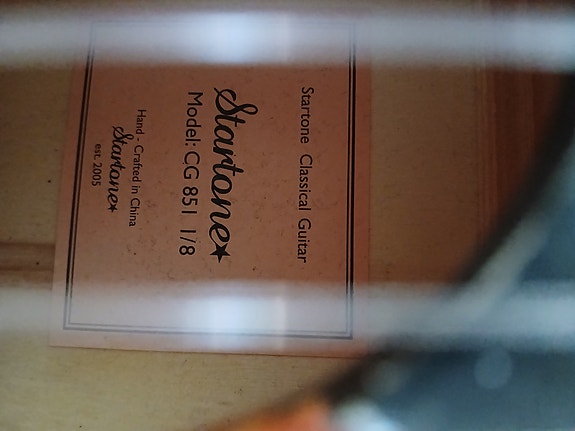 Startone Classical Guitar
Startone
Model: CG 851 1/8
Hand - Crafted in China
Startone
est. 2005